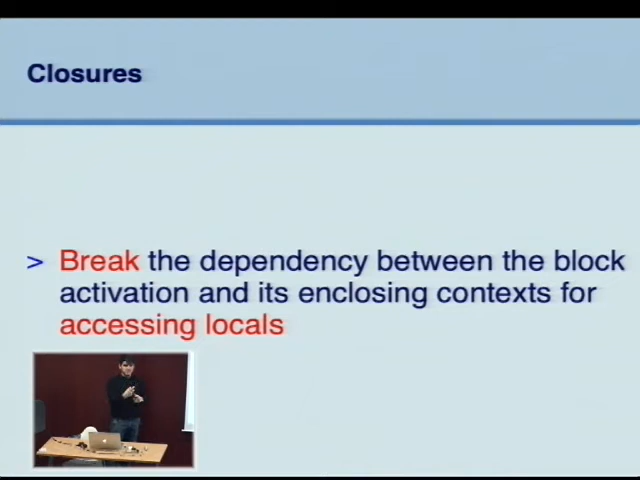 Closures
> Break the dependency between the block
activation and its enclosing contexts for
accessing locals